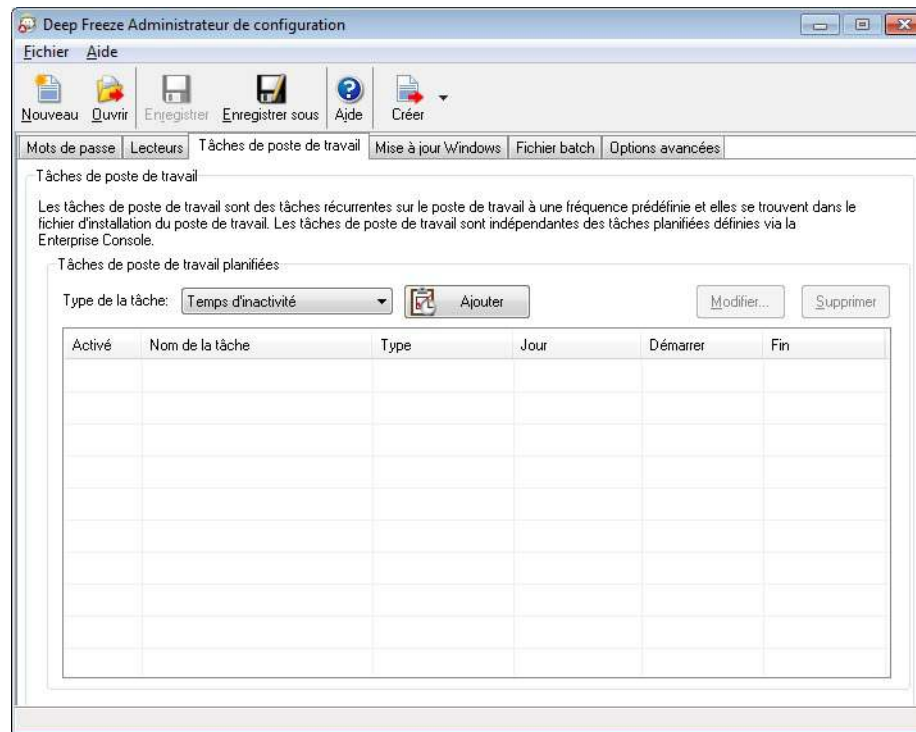 Deep Freeze Administrateur de configuration
Fichier Aide
Nouveau Ouvrir Enregistrer Enregistrer sous Aide Créer
Mots de passe Lecteurs Tâches de poste de travail Mise à jour Windows Fichier batch Options avancées
Tâches de poste de travail
Les tâches de poste de travail sont des tâches récurrentes sur le poste de travail à une fréquence prédéfinie et elles se trouvent dans le
fichier d'installation du poste de travail. Les tâches de poste de travail sont indépendantes des tâches planifiées définies via la
Enterprise Console.
Tâches de poste de travail planifiées
Type de la tâche: Temps d'inactivité Ajouter Modifier... Supprimer
Activé Nom de la tâche Type Jour Démarrer Fin